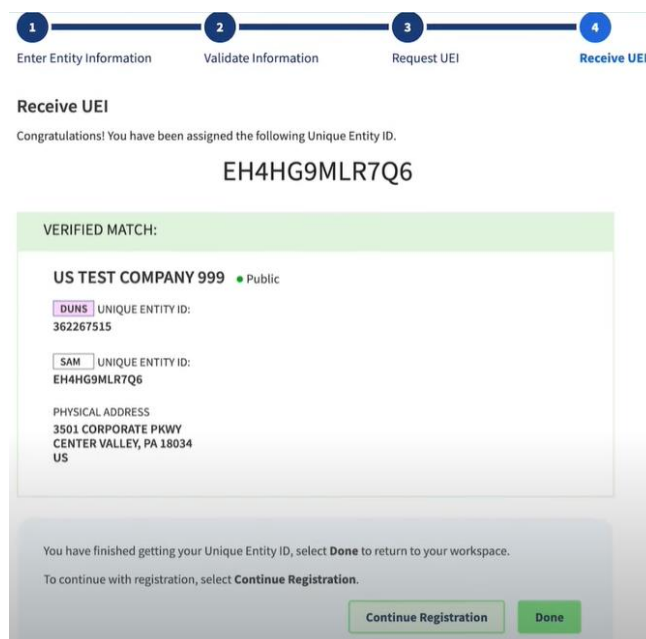 1 2 3 4
Enter Entity Information Validate Information Request UEI Receive UEI
Receive UEI
Congratulations! You have been assigned the following Unique Entity ID.
EH4HG9MLR7Q6
VERIFIED MATCH:
US TEST COMPANY 999 • Public
DUNS UNIQUE ENTITY ID:
362267515
SAM UNIQUE ENTITY ID:
EH4HG9MLR7Q6
PHYSICAL ADDRESS
3501 CORPORATE PKWY
CENTER VALLEY, PA 18034
US
You have finished getting your Unique Entity ID, select Done to return to your workspace.
To continue with registration, select Continue Registration.
Continue Registration Done